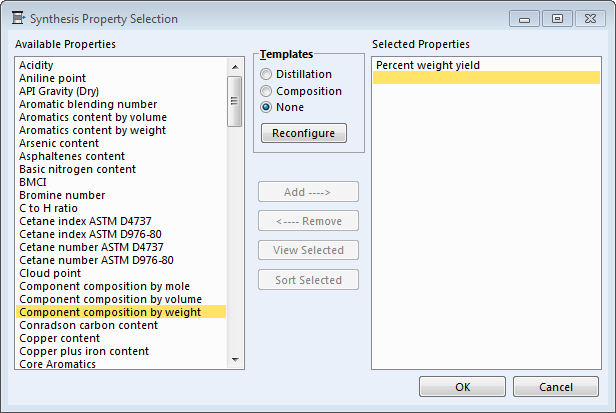 Synthesis Property Selection
Available Properties
Acidity
Aniline point
API Gravity (Dry)
Aromatic blending number
Aromatics content by volume
Aromatics content by weight
Arsenic content
Asphaltenes content
Basic nitrogen content
BMCI
Bromine number
C to H ratio
Cetane index ASTM D4737
Cetane index ASTM D976-80
Cetane number ASTM D4737
Cetane number ASTM D976-80
Cloud point
Component composition by mole
Component composition by volume
Component composition by weight
Conradson carbon content
Copper content
Copper plus iron content
Core Aromatics
Templates
Distillation
Composition
None
Reconfigure
Add ---->
<---- Remove
View Selected
Sort Selected
Selected Properties
Percent weight yield
OK
Cancel